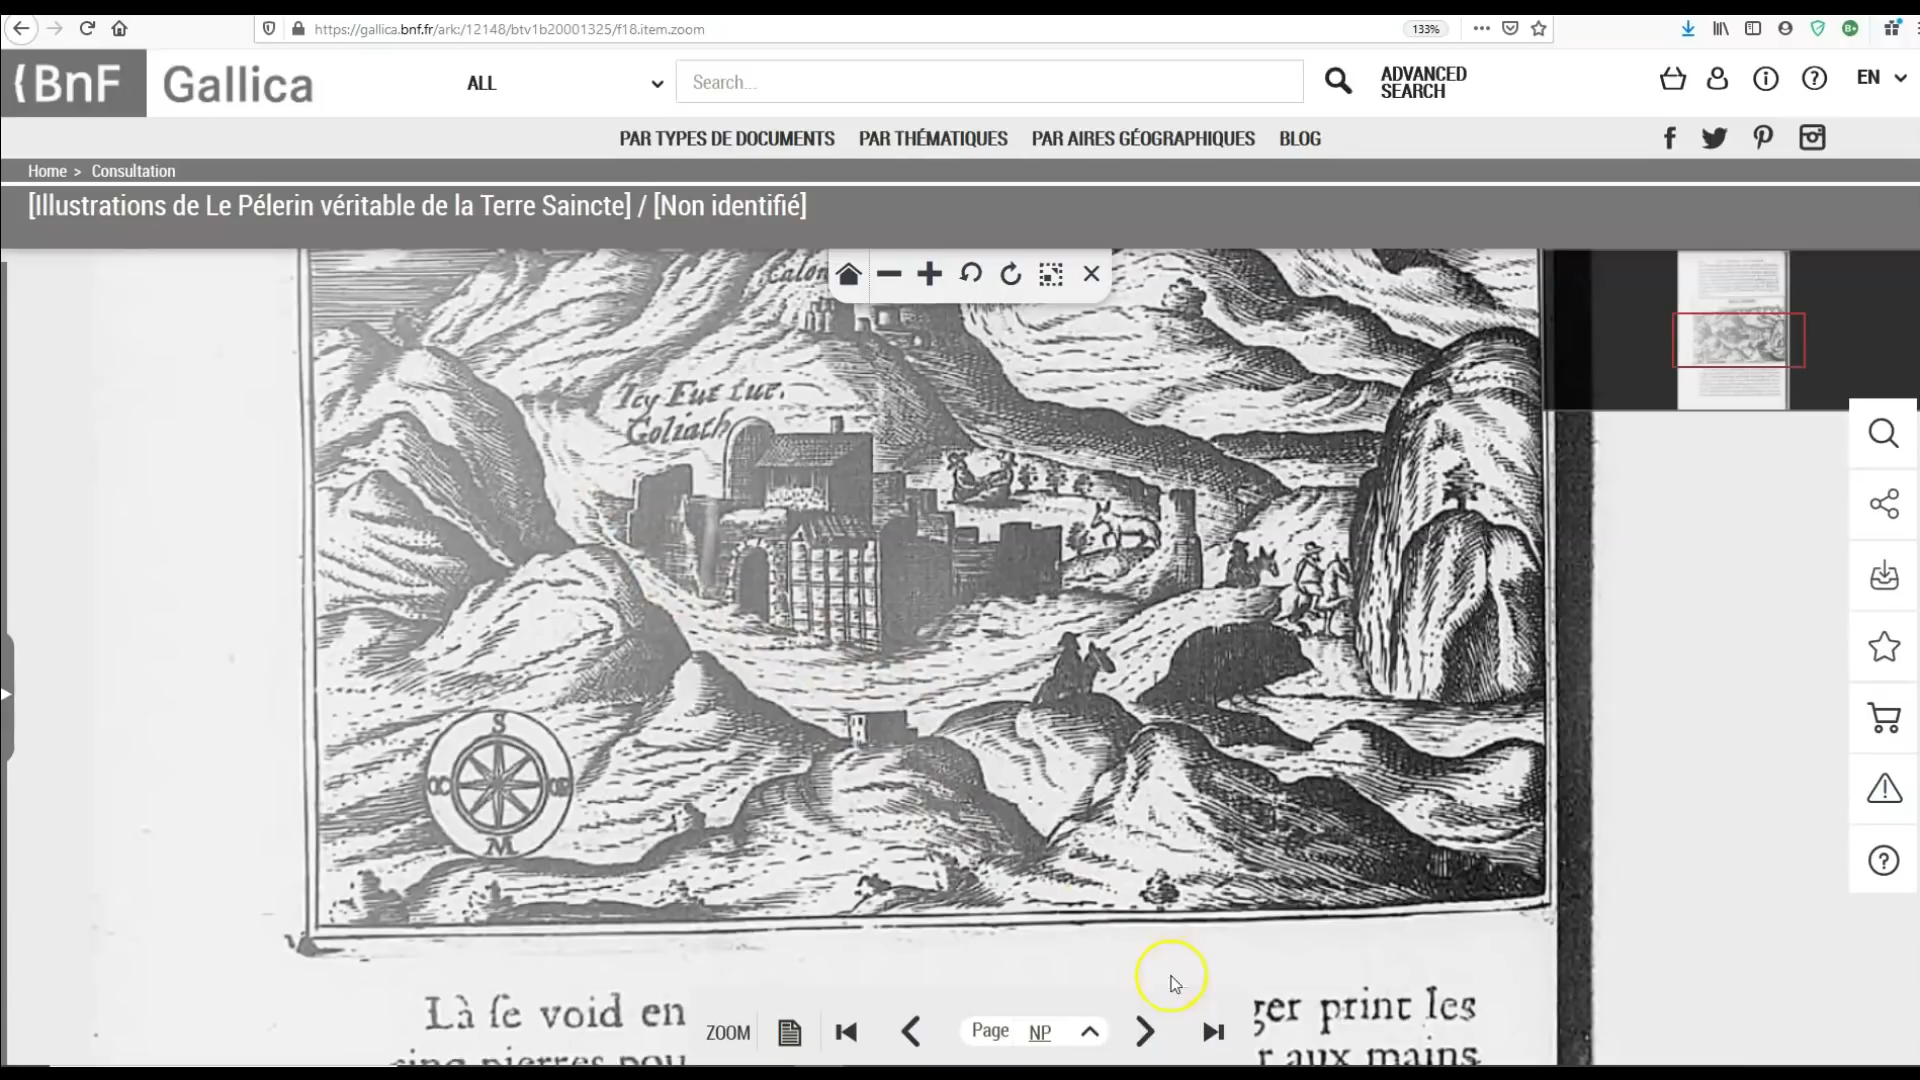 https://gallica.bnf.fr/ark:/12148/btv1b20001325/f18.item.zoom
133%
BnF Gallica
ALL
Search...
ADVANCED
SEARCH
EN
PAR TYPES DE DOCUMENTS
PAR THÉMATIQUES
PAR AIRES GÉOGRAPHIQUES
BLOG
Home > Consultation
[Illustrations de Le Pélerin véritable de la Terre Saincte] / [Non identifié]
Icy Fut tue.
Goliath
S
M
Là ſe void en
ger print les
ZOOM
Page
NP
r aux mains